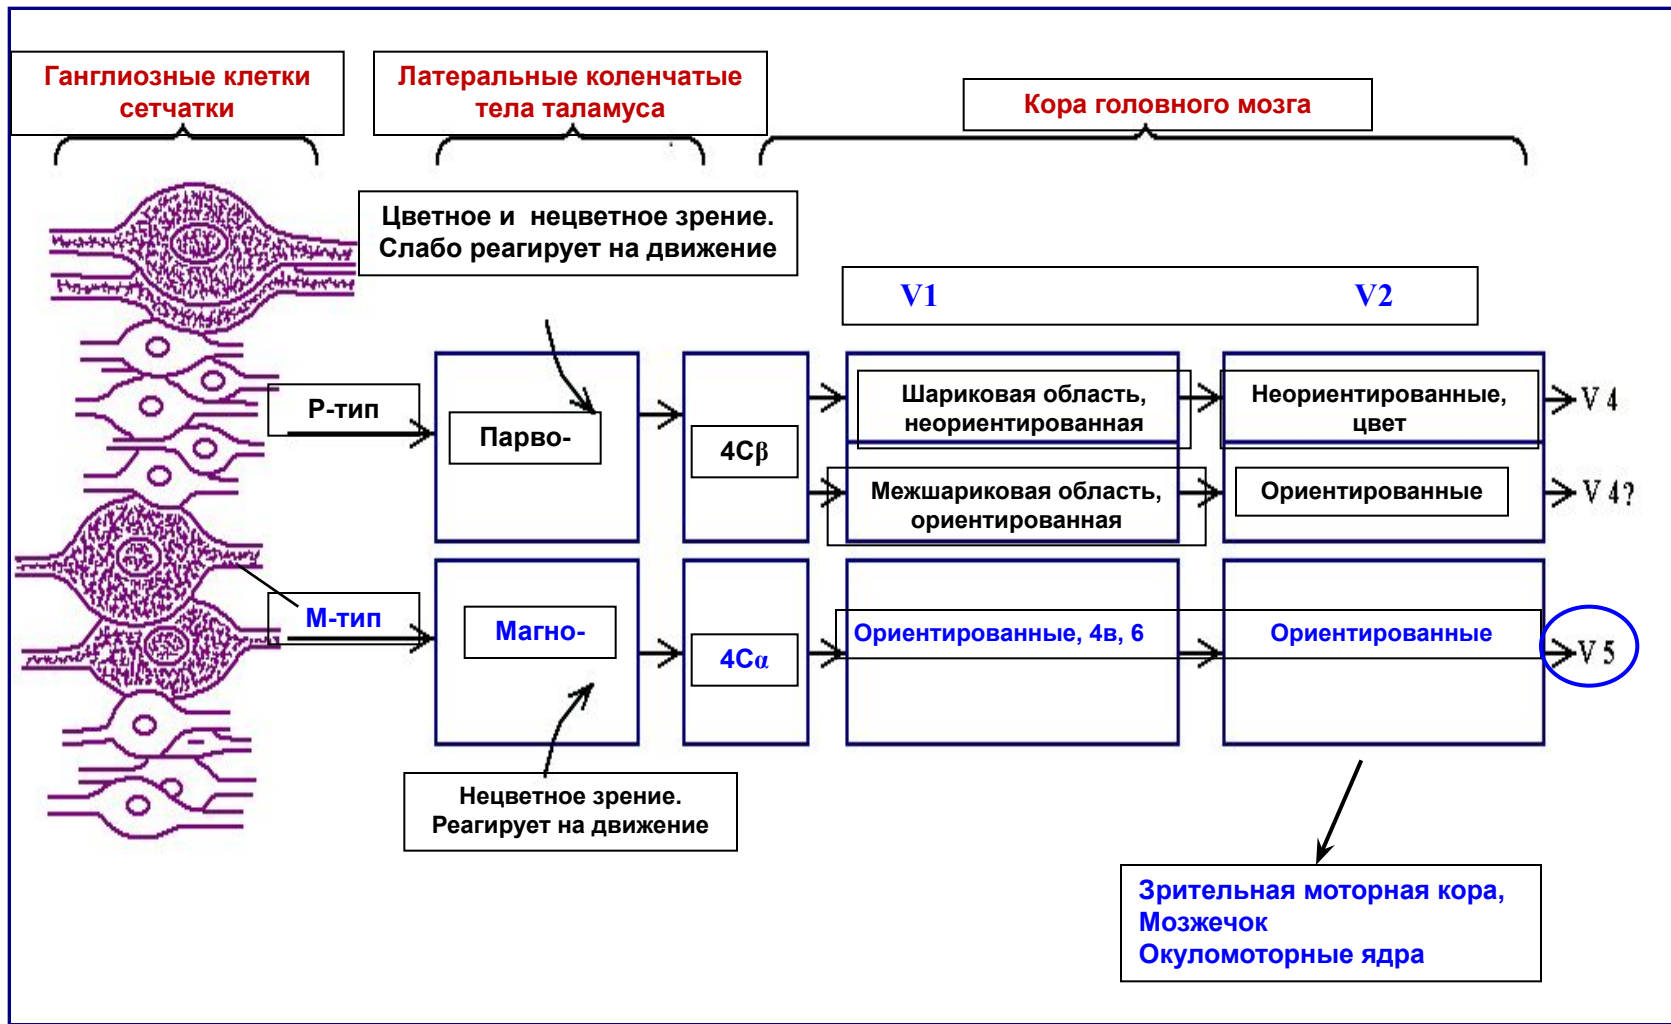 Ганглиозные клетки
сетчатки
Латеральные коленчатые
тела таламуса
Кора головного мозга
Цветное и нецветное зрение.
Слабо реагирует на движение
V1
V2
Р-тип
Парво-
4Сβ
Шариковая область,
неориентированная
Неориентированные,
цвет
V 4
Межшариковая область,
ориентированная
Ориентированные
V 4?
М-тип
Магно-
4Сα
Ориентированные, 4в, 6
Ориентированные
V 5
Нецветное зрение.
Реагирует на движение
Зрительная моторная кора,
Мозжечок
Окуломоторные ядра